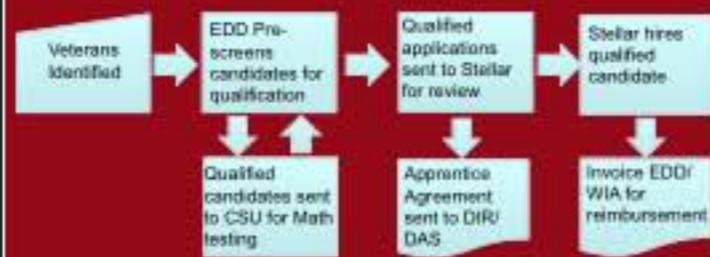 Veterans
Identified
EDD Pre-
screens
candidates for
qualification
Qualified
applications
sent to Stellar
for review
Stellar hires
qualified
candidate
Qualified
candidates sent
to CSU for Math
testing
Apprentice
Agreement
sent to DIR/
DAS
Invoice EDD/
WIA for
reimbursement